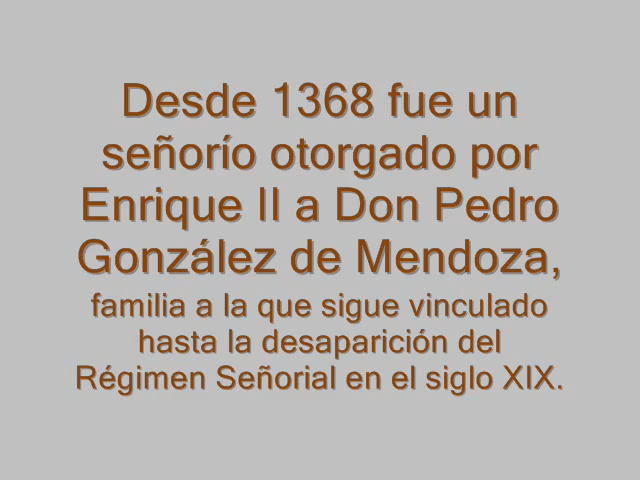 Desde 1368 fue un
señorío otorgado por
Enrique II a Don Pedro
González de Mendoza,
familia a la que sigue vinculado
hasta la desaparición del
Régimen Señorial en el siglo XIX.